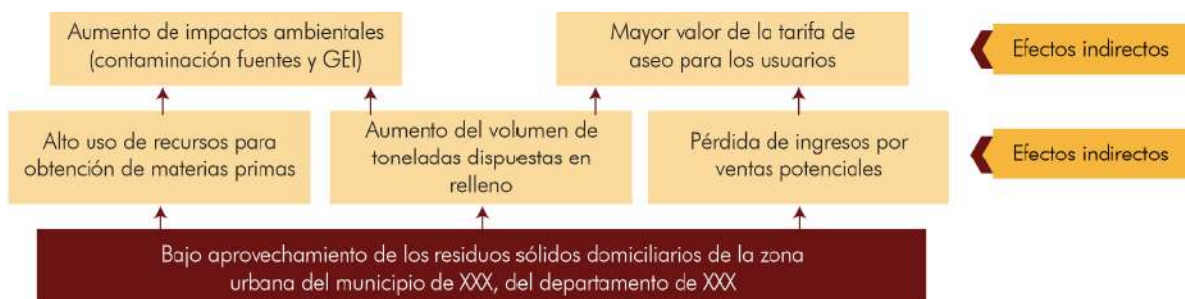 Aumento de impactos ambientales
(contaminación fuentes y GEI)
Mayor valor de la tarifa de
aseo para los usuarios
Efectos indirectos
Alto uso de recursos para
obtención de materias primas
Aumento del volumen de
toneladas dispuestas en
relleno
Pérdida de ingresos por
ventas potenciales
Efectos indirectos
Bajo aprovechamiento de los residuos sólidos domiciliarios de la zona
urbana del municipio de XXX, del departamento de XXX